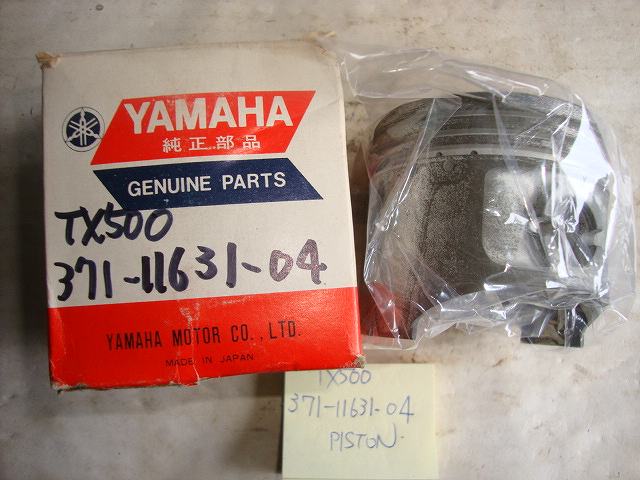 YAMAHA
純正部品
GENUINE PARTS
TX500
371-11631-04
YAMAHA MOTOR CO., LTD.
MADE IN JAPAN
TX500
371-11631-04
PISTON